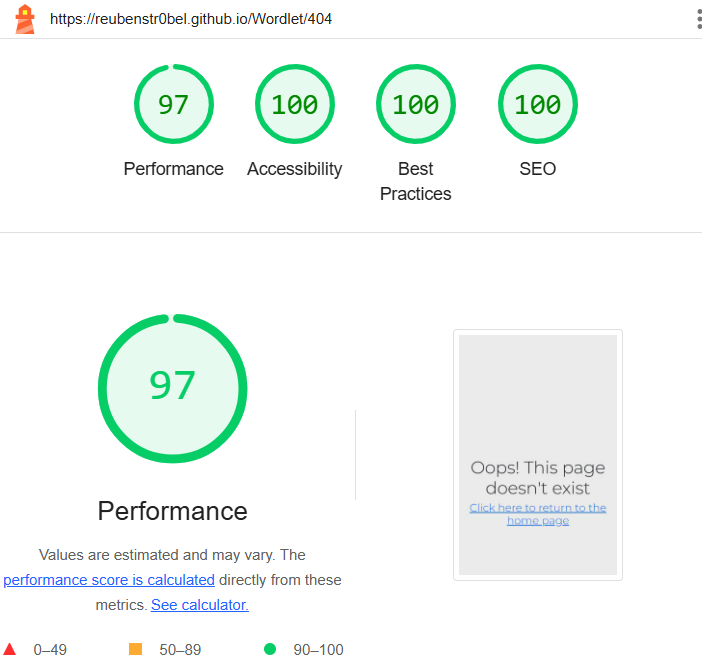 https://reubenstr0bel.github.io/Wordlet/404
97
100
100
100
Performance
Accessibility
Best
Practices
SEO
97
Performance
Values are estimated and may vary. The
performance score is calculated directly from these
metrics. See calculator.
0–49
50–89
90–100
Oops! This page
doesn't exist
Click here to return to the
home page